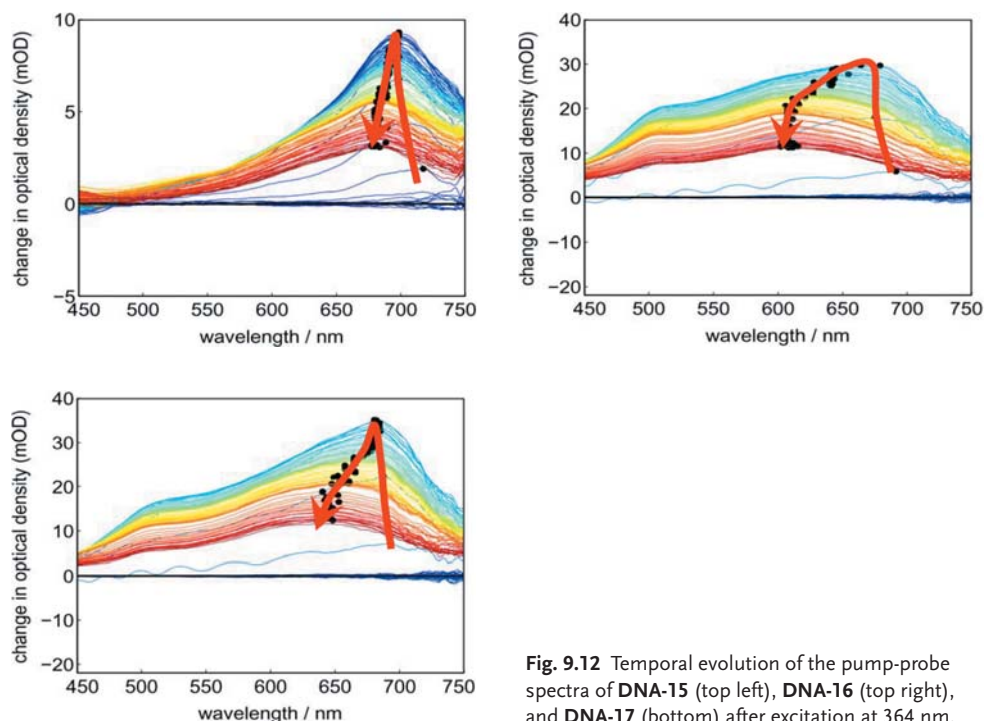 10
5
0
−5
450 500 550 600 650 700 750
wavelength / nm
change in optical density (mOD)
40
30
20
10
0
−10
−20
450 500 550 600 650 700 750
wavelength / nm
change in optical density (mOD)
40
30
20
10
0
−10
−20
450 500 550 600 650 700 750
wavelength / nm
change in optical density (mOD)
Fig. 9.12 Temporal evolution of the pump-probe
spectra of DNA-15 (top left), DNA-16 (top right),
and DNA-17 (bottom) after excitation at 364 nm.